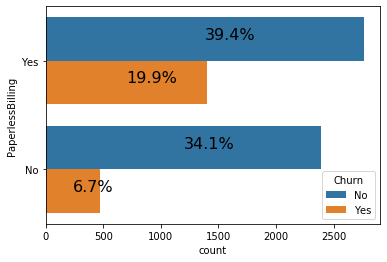 39.4%
Yes
19.9%
PaperlessBilling
34.1%
No
6.7%
Churn
No
Yes
0 500 1000 1500 2000 2500
count